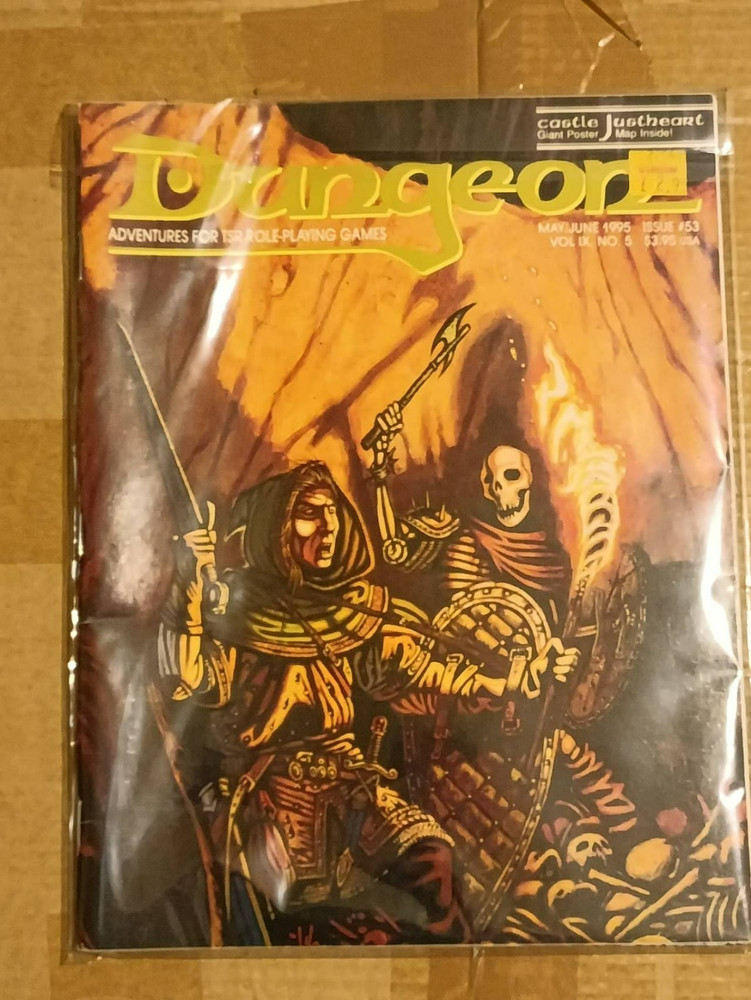 castle Justheart
Giant Poster Map Inside!
Dungeon
ADVENTURES FOR TSR ROLE-PLAYING GAMES
MAY/JUNE 1995 ISSUE #53
VOL IX, NO. 5 $3.95 USA